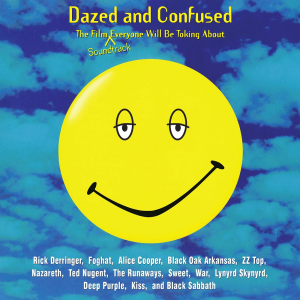 Dazed and Confused
The Film Everyone Will Be Toking About
Soundtrack
Rick Derringer, Foghat, Alice Cooper, Black Oak Arkansas, ZZ Top,
Nazareth, Ted Nugent, The Runaways, Sweet, War, Lynyrd Skynyrd,
Deep Purple, Kiss, and Black Sabbath